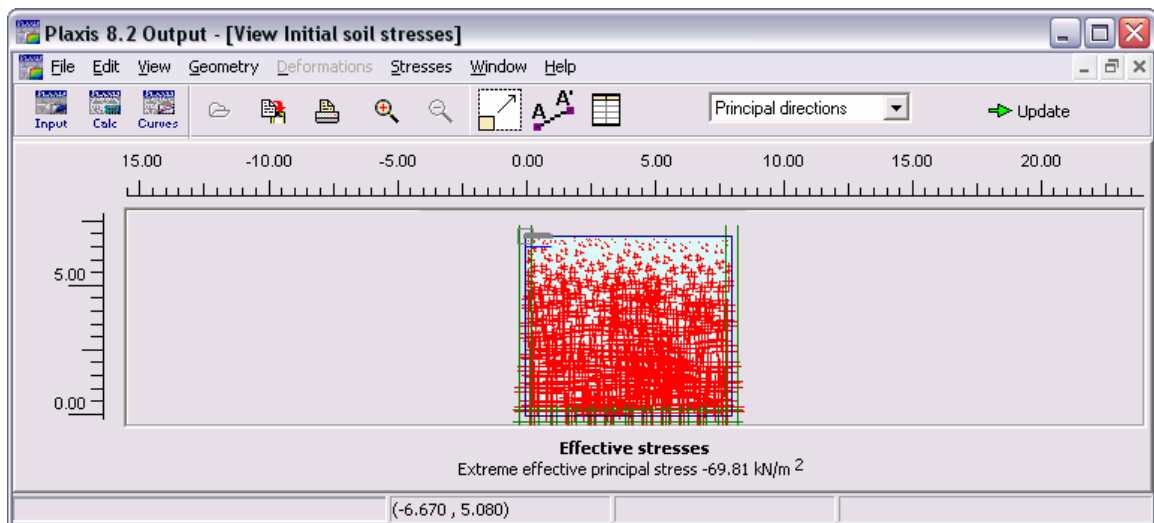 Plaxis 8.2 Output - [View Initial soil stresses]
File Edit View Geometry Deformations Stresses Window Help
Input Calc Curves A A' Principal directions Update
15.00 -10.00 -5.00 0.00 5.00 10.00 15.00 20.00
5.00
0.00
Effective stresses
Extreme effective principal stress -69.81 kN/m 2
(-6.670 , 5.080)